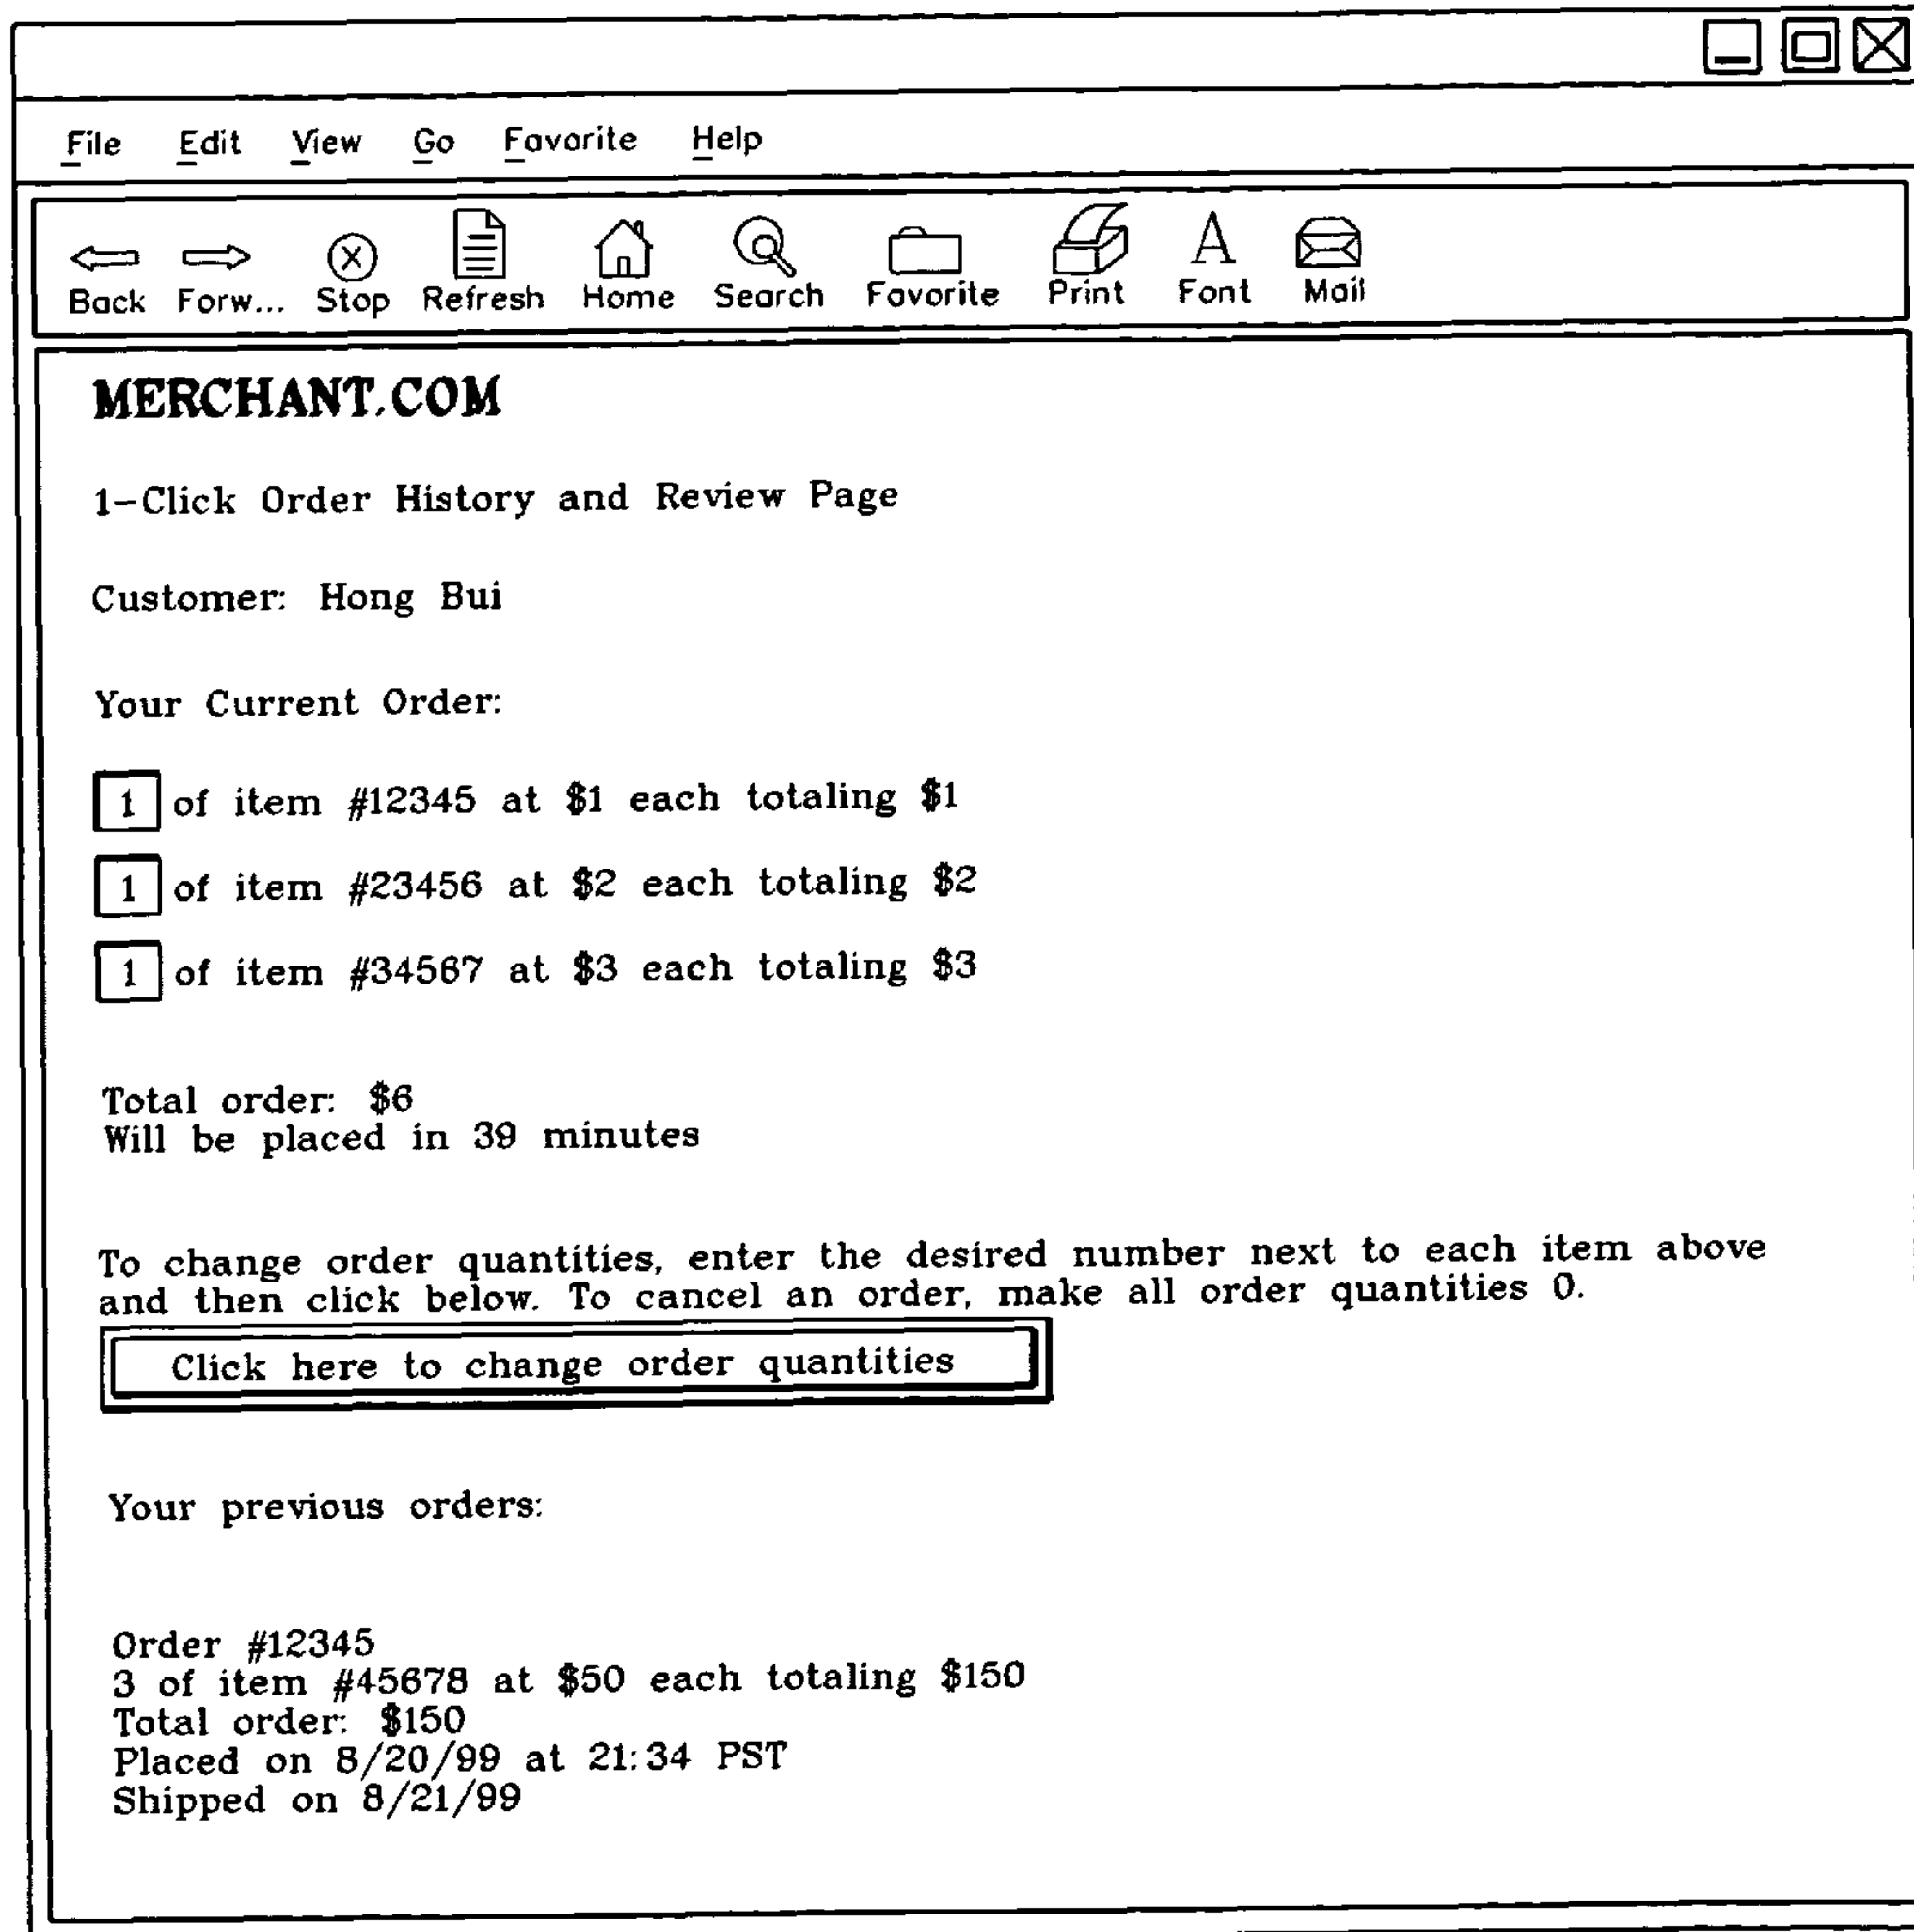 File Edit View Go Favorite Help
Back Forw... Stop Refresh Home Search Favorite Print Font Mail
MERCHANT.COM
1-Click Order History and Review Page
Customer: Hong Bui
Your Current Order:
1 of item #12345 at $1 each totaling $1
1 of item #23456 at $2 each totaling $2
1 of item #34567 at $3 each totaling $3
Total order: $6
Will be placed in 39 minutes
To change order quantities, enter the desired number next to each item above
and then click below. To cancel an order, make all order quantities 0.
Click here to change order quantities
Your previous orders:
Order #12345
3 of item #45678 at $50 each totaling $150
Total order: $150
Placed on 8/20/99 at 21:34 PST
Shipped on 8/21/99